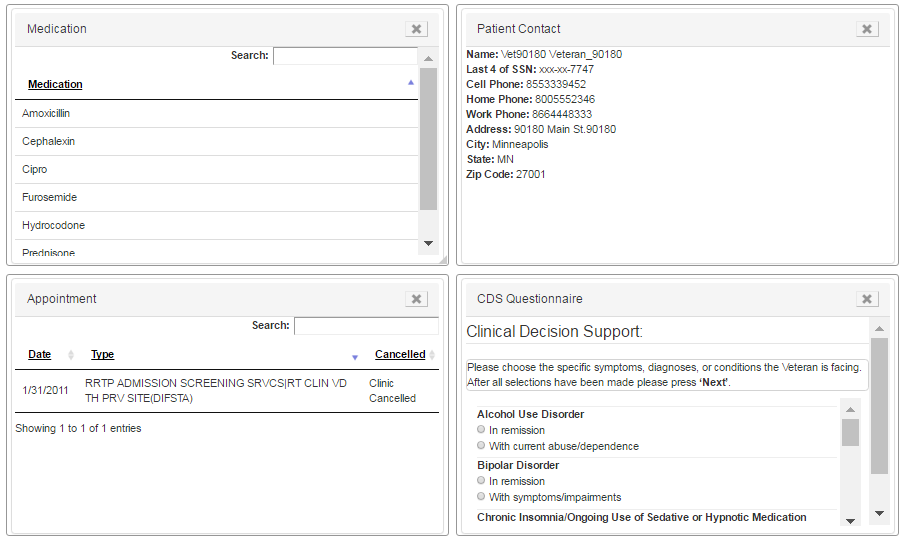 Medication
Search:
Medication
Amoxicillin
Cephalexin
Cipro
Furosemide
Hydrocodone
Prednisone
Patient Contact
Name: Vet90180 Veteran_90180
Last 4 of SSN: xxx-xx-7747
Cell Phone: 8553339452
Home Phone: 8005552346
Work Phone: 8664448333
Address: 90180 Main St.90180
City: Minneapolis
State: MN
Zip Code: 27001
Appointment
Search:
Date Type Cancelled
1/31/2011 RRTP ADMISSION SCREENING SRVCS|RT CLIN VD Clinic
TH PRV SITE(DIFSTA) Cancelled
Showing 1 to 1 of 1 entries
CDS Questionnaire
Clinical Decision Support:
Please choose the specific symptoms, diagnoses, or conditions the Veteran is facing.
After all selections have been made please press ‘Next’.
Alcohol Use Disorder
In remission
With current abuse/dependence
Bipolar Disorder
In remission
With symptoms/impairments
Chronic Insomnia/Ongoing Use of Sedative or Hypnotic Medication